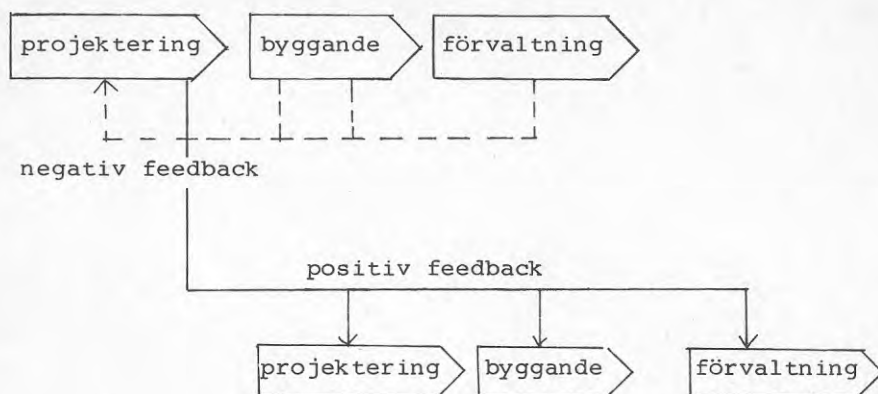 projektering byggande förvaltning
negativ feedback
positiv feedback
projektering byggande förvaltning